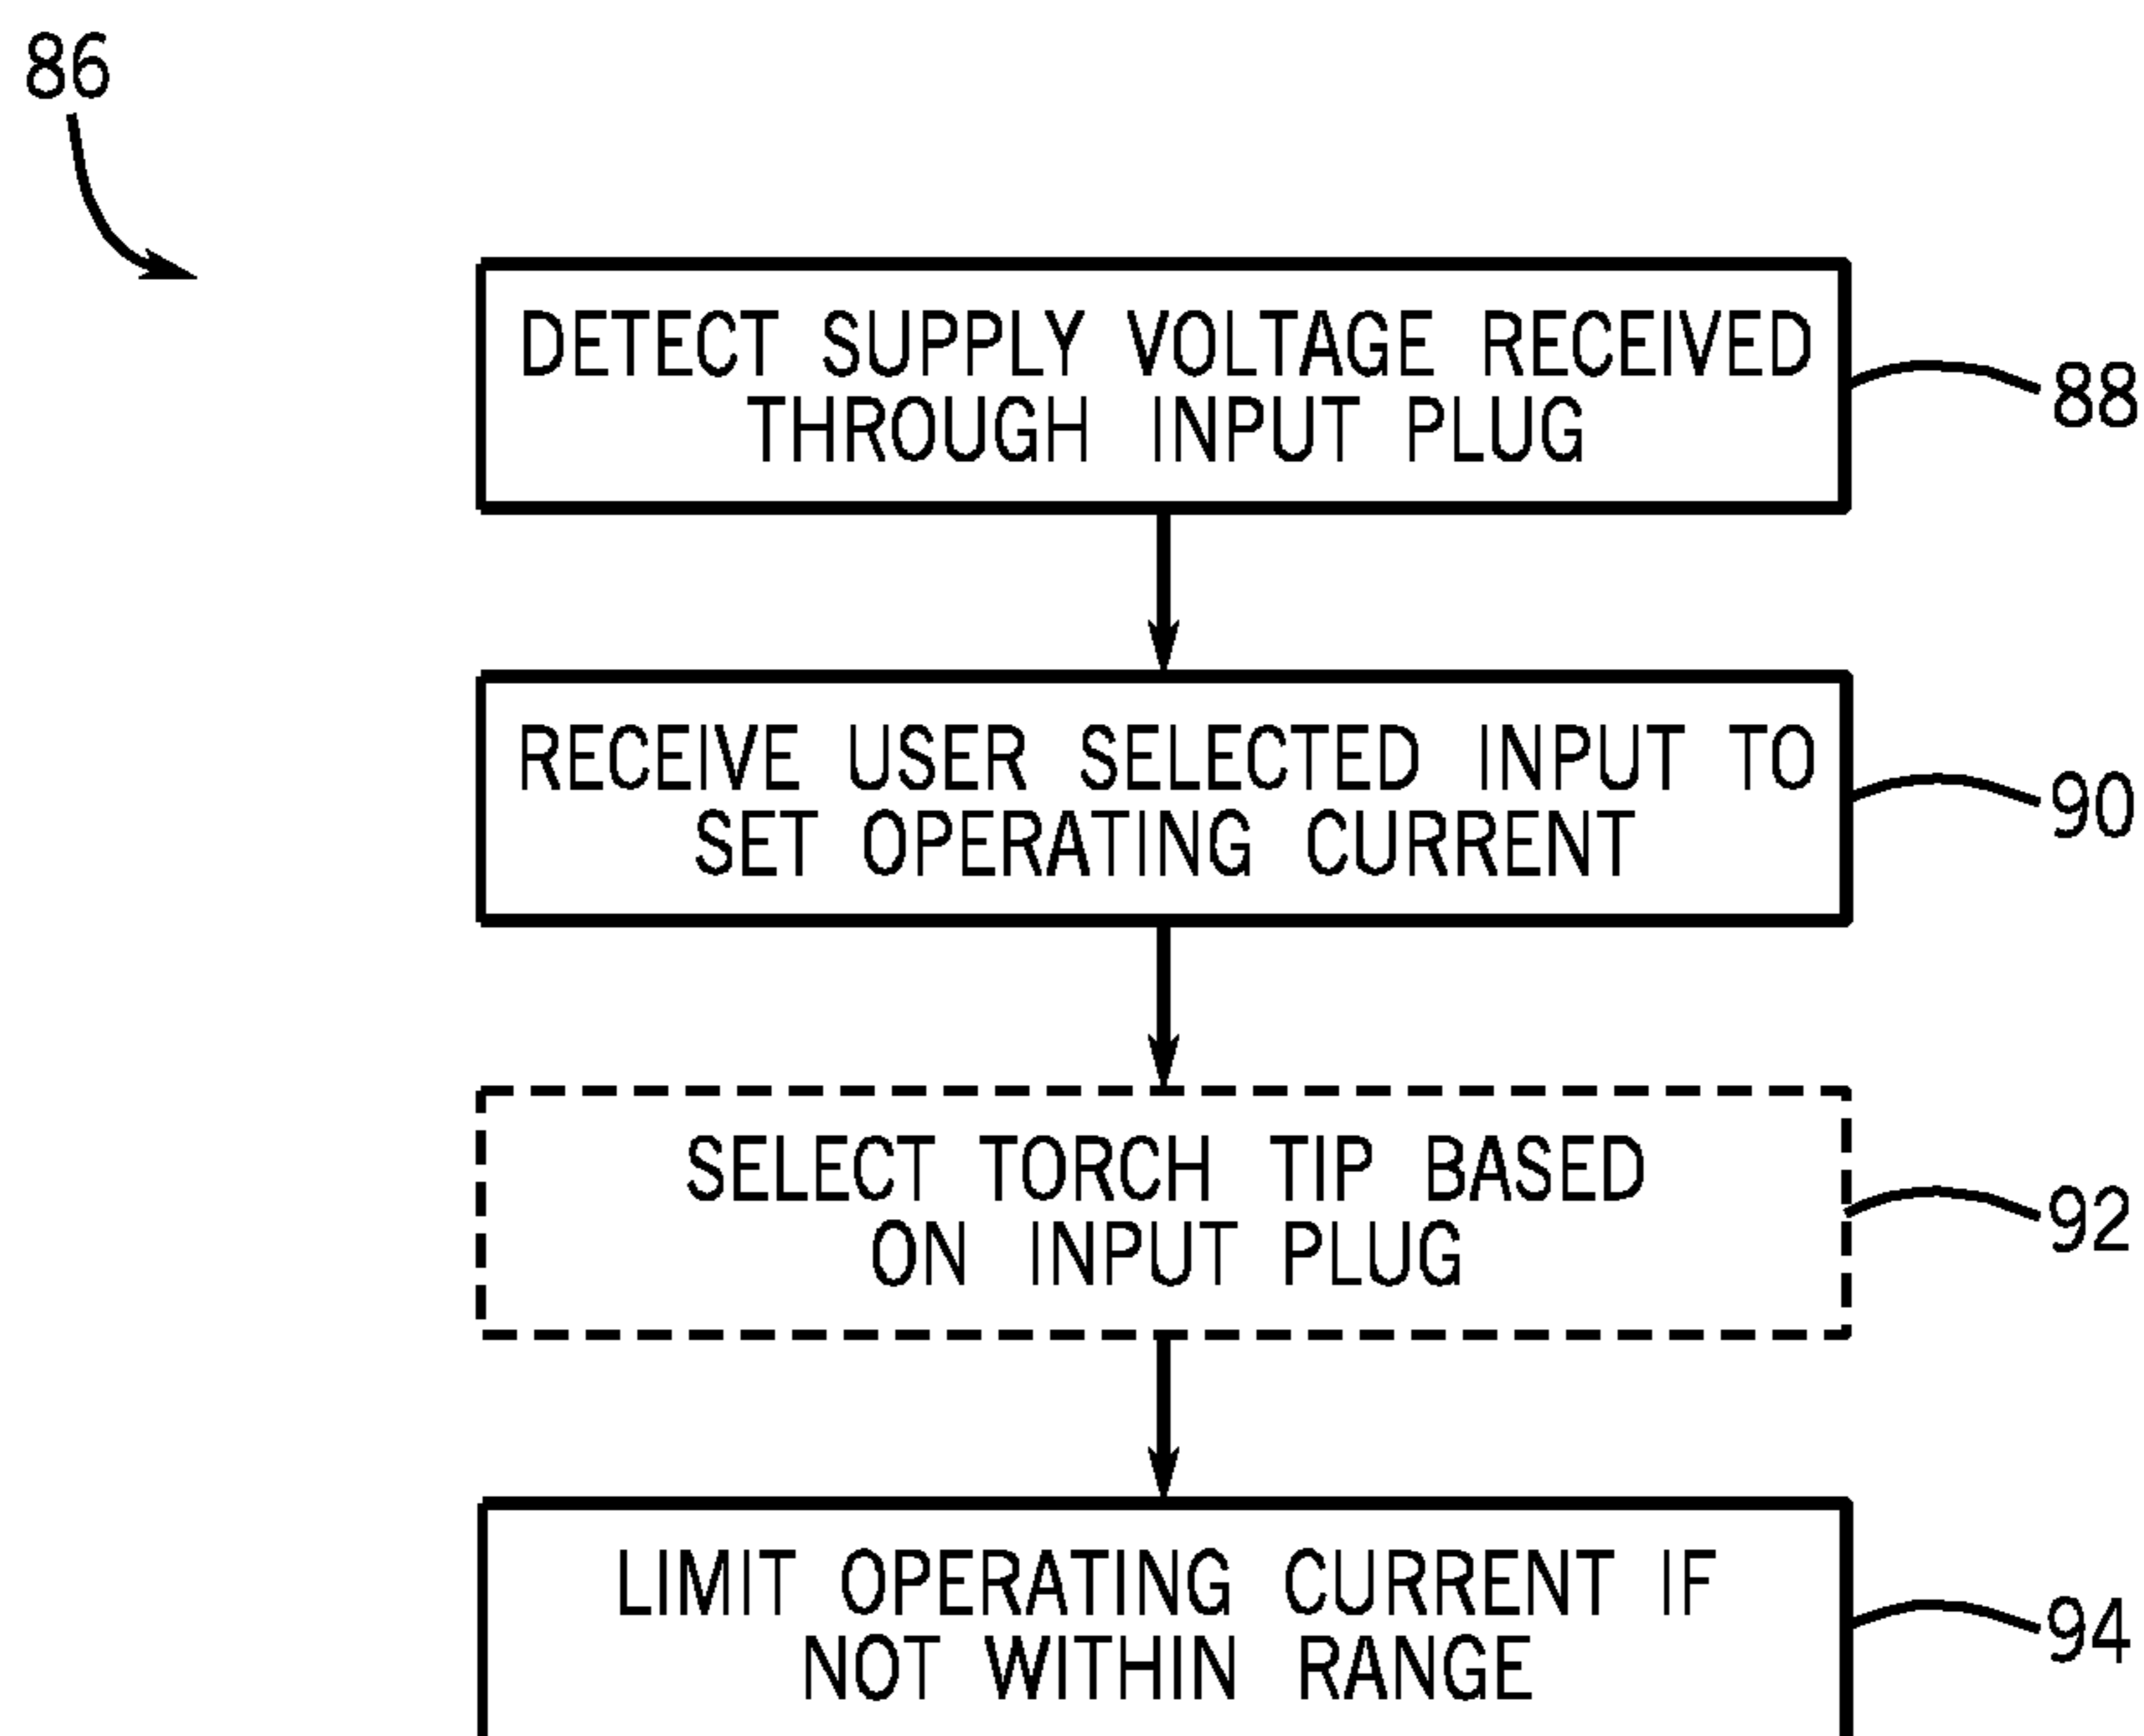 86
DETECT SUPPLY VOLTAGE RECEIVED
THROUGH INPUT PLUG
88
RECEIVE USER SELECTED INPUT TO
SET OPERATING CURRENT
90
SELECT TORCH TIP BASED
ON INPUT PLUG
92
LIMIT OPERATING CURRENT IF
NOT WITHIN RANGE
94